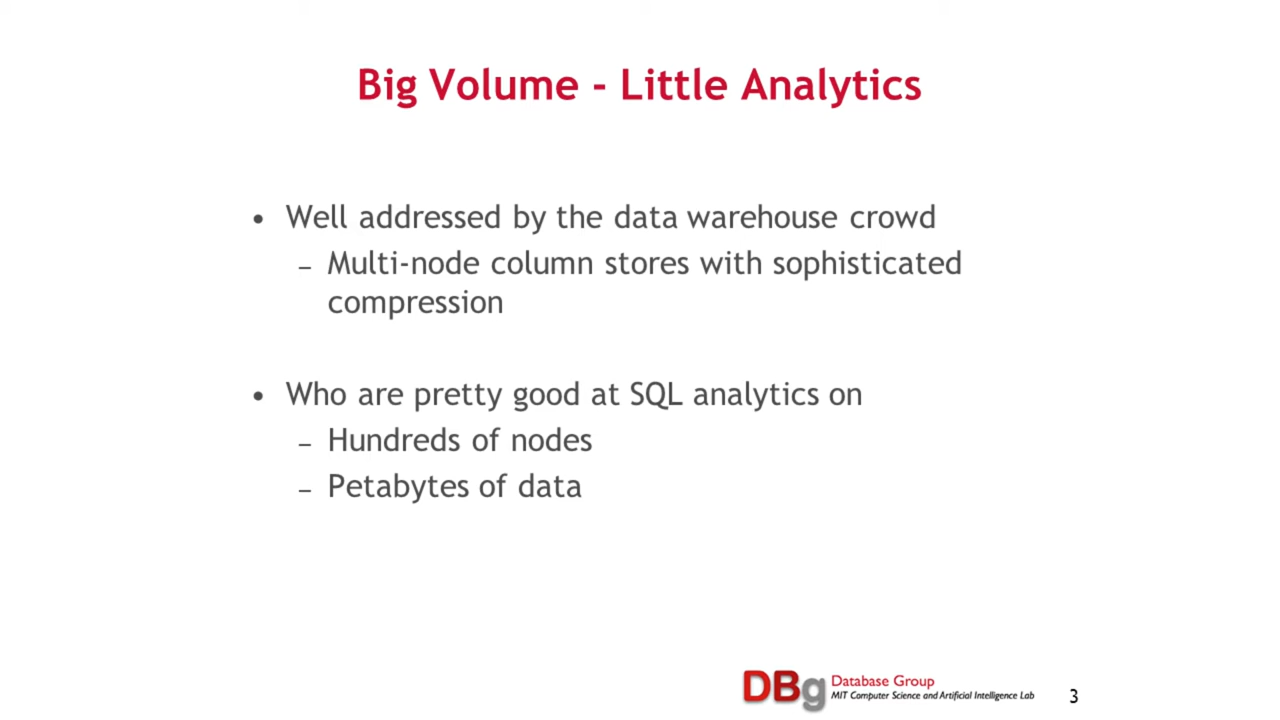 Big Volume - Little Analytics
• Well addressed by the data warehouse crowd
– Multi-node column stores with sophisticated
compression
• Who are pretty good at SQL analytics on
– Hundreds of nodes
– Petabytes of data
DBg Database Group
MIT Computer Science and Artificial Intelligence Lab
3